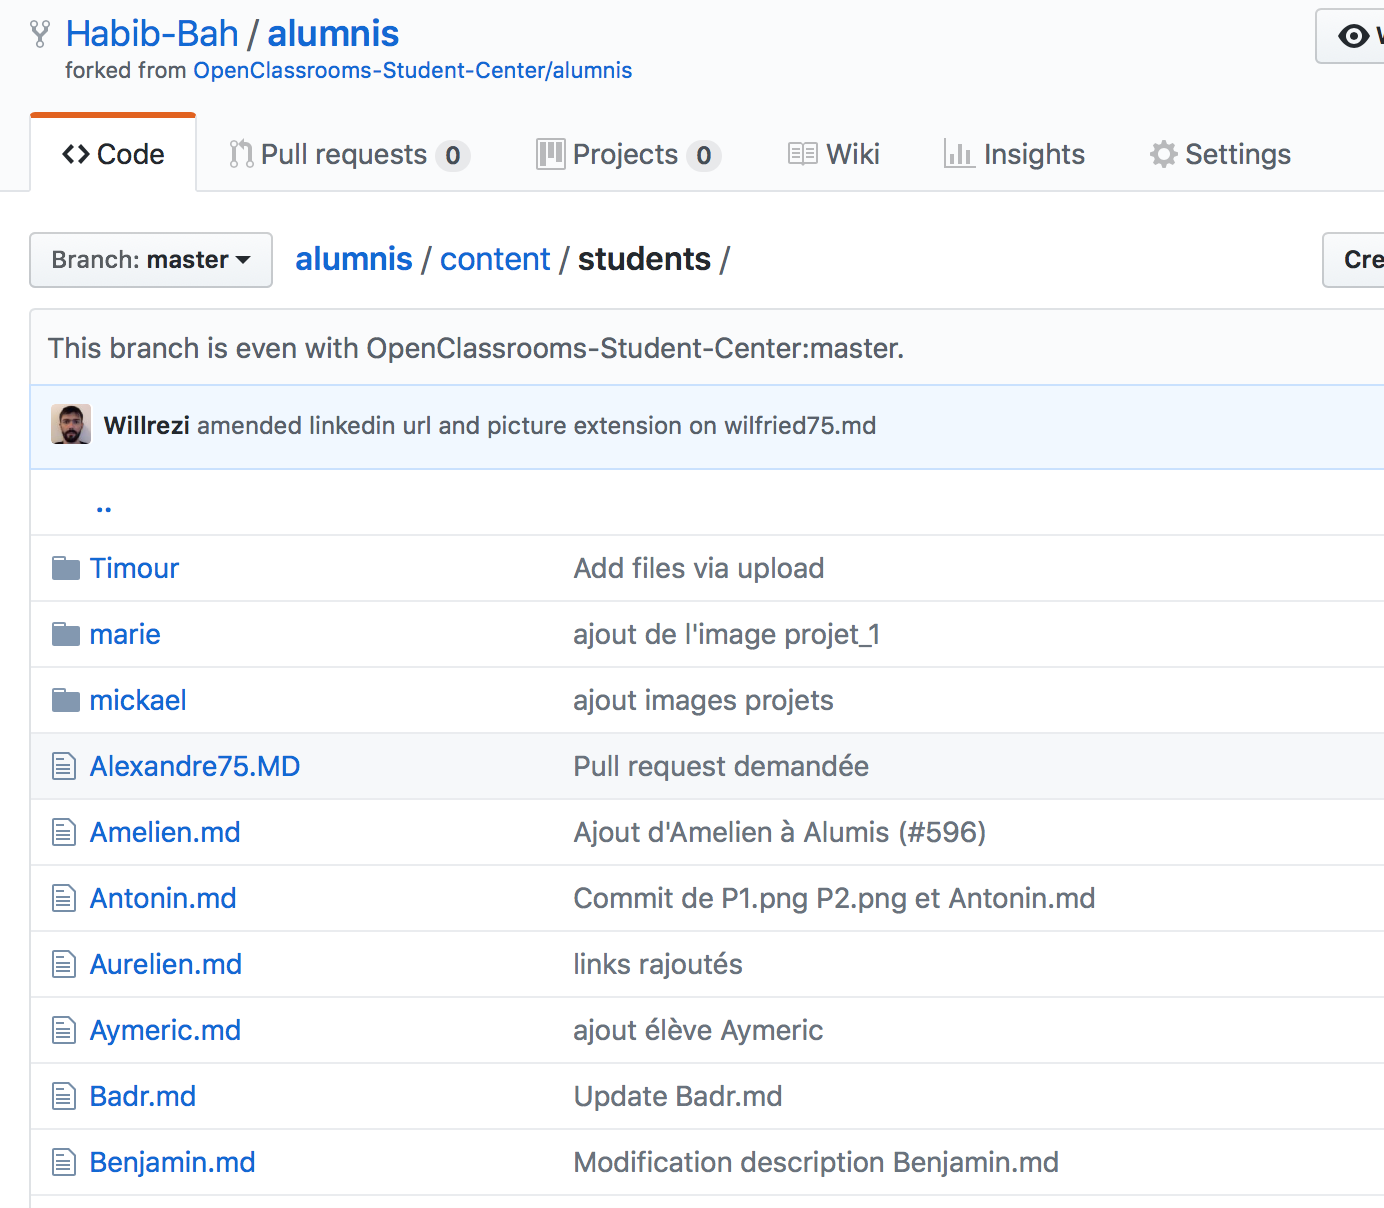 Habib-Bah / alumnis
forked from OpenClassrooms-Student-Center/alumnis
Code Pull requests 0 Projects 0 Wiki Insights Settings
Branch: master alumnis / content / students /
This branch is even with OpenClassrooms-Student-Center:master.
Willrezi amended linkedin url and picture extension on wilfried75.md
..
Timour Add files via upload
marie ajout de l'image projet_1
mickael ajout images projets
Alexandre75.MD Pull request demandée
Amelien.md Ajout d'Amelien à Alumis (#596)
Antonin.md Commit de P1.png P2.png et Antonin.md
Aurelien.md links rajoutés
Aymeric.md ajout élève Aymeric
Badr.md Update Badr.md
Benjamin.md Modification description Benjamin.md